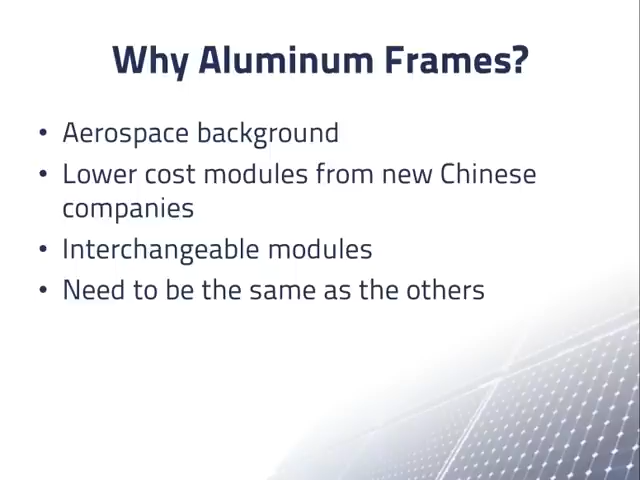 Why Aluminum Frames?
• Aerospace background
• Lower cost modules from new Chinese
companies
• Interchangeable modules
• Need to be the same as the others